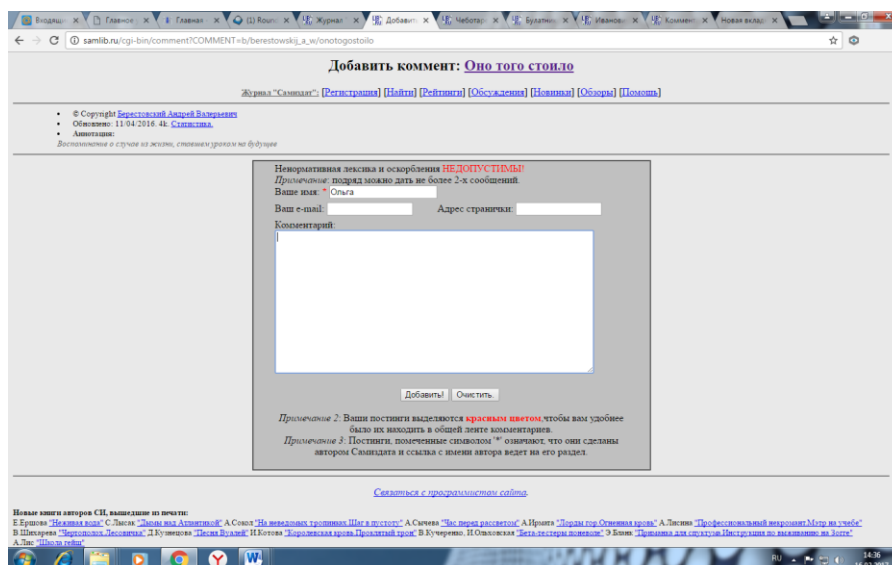 Входящи
Главное
Главная -
(1) Round
Журнал
Добавить
Чеботар
Булатни
Иванова
Коммен
Новая вклад
samlib.ru/cgi-bin/comment?COMMENT=b/berestowskij_a_w/onotogostoilo
Добавить коммент: Оно того стоило
Журнал "Самиздат": [Регистрация] [Найти] [Рейтинги] [Обсуждения] [Новинки] [Обзоры] [Помощь]
© Copyright Берестовский Андрей Валерьевич
Обновлено: 11/04/2016. 4k. Статистика.
Аннотация:
Воспоминание о случае из жизни, ставшем уроком на будущее
Ненормативная лексика и оскорбления НЕДОПУСТИМЫ!
Примечание: подряд можно дать не более 2-х сообщений.
Ваше имя: * Ольга
Ваш e-mail: Адрес странички:
Комментарий:
Добавить! Очистить.
Примечание 2: Ваши постинги выделяются красным цветом,чтобы вам удобнее
было их находить в общей ленте комментариев.
Примечание 3: Постинги, помеченные символом '*' означают, что они сделаны
автором Самиздата и ссылка с имени автора ведет на его раздел.
Связаться с программистом сайта.
Новые книги авторов СИ, вышедшие из печати:
Е.Ершова "Неживая вода" С.Лысак "Дымы над Атлантикой" А.Сокол "На неведомых тропинках.Шаг в пустоту" А.Сычева "Час перед рассветом" А.Ирмата "Лорды гор.Огненная кровь" А.Лисина "Профессиональный некромант.Мэтр на учебе"
В.Шихарева "Чертополох.Лесовичка" Д.Кузнецова "Песня Вуалей" И.Котова "Королевская кровь.Проклятый трон" В.Кучеренко, И.Ольховская "Бета-тестеры поневоле" Э.Бланк "Приманка для спуктума.Инструкция по выживанию на Зогге"
А.Лис "Школа гейш"
RU
14:36